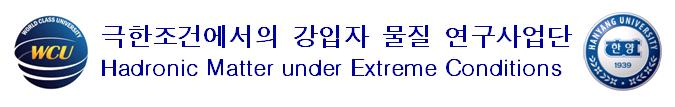 WORLD CLASS UNIVERSITY
WCU
극한조건에서의 강입자 물질 연구사업단
Hadronic Matter under Extreme Conditions
HANYANG UNIVERSITY
한양
1939